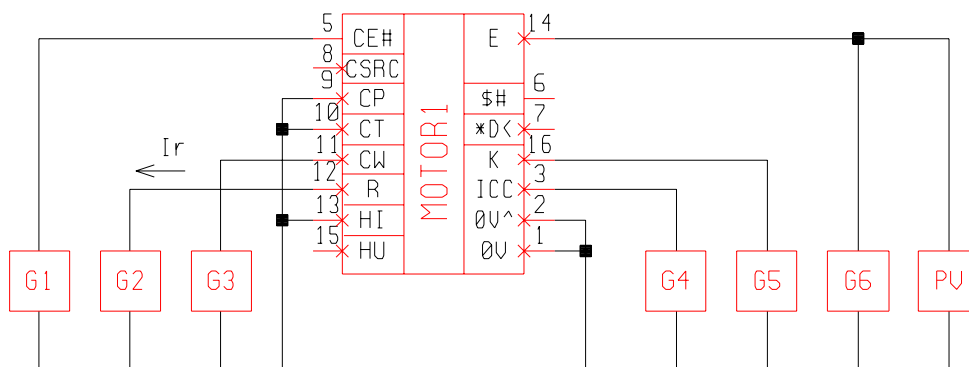 5 CE# E 14
8 CSRC
9 CP $# 6
10 CT *D< 7
11 CW K 16
12 R ICC 3
13 HI 0V^ 2
15 HU 0V 1
MOTOR1
Ir
G1 G2 G3 G4 G5 G6 PV